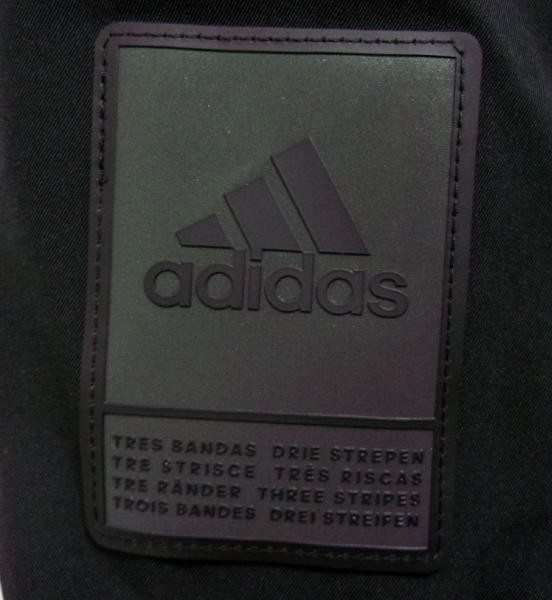 adidas
TRES BANDAS DRIE STREPEN
TRE STRISCE TRÊS RISCAS
TRE RÄNDER THREE STRIPES
TROIS BANDES DREI STREIFEN